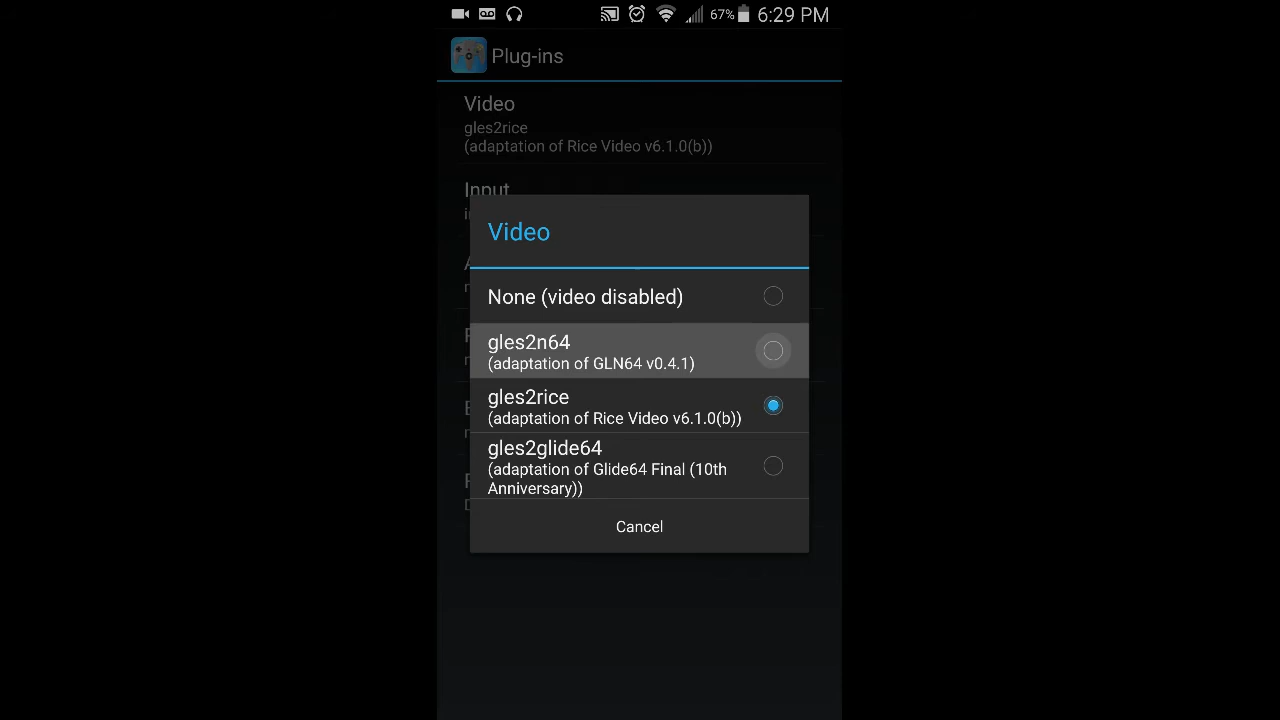 67% 6:29 PM
Plug-ins
Video
gles2rice
(adaptation of Rice Video v6.1.0(b))
Input
Video
None (video disabled)
gles2n64
(adaptation of GLN64 v0.4.1)
gles2rice
(adaptation of Rice Video v6.1.0(b))
gles2glide64
(adaptation of Glide64 Final (10th
Anniversary))
Cancel